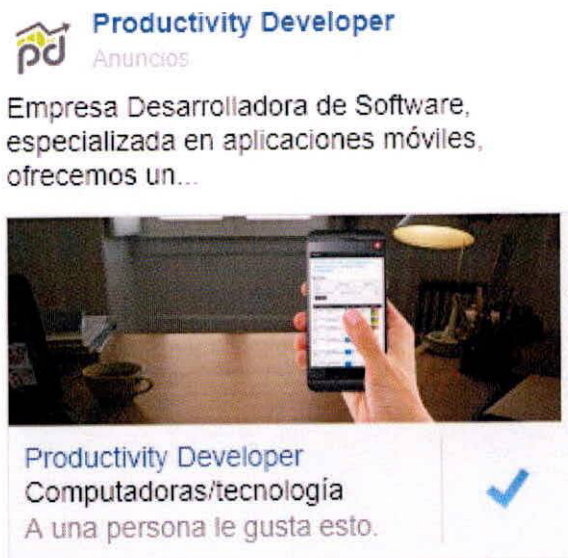 pd
Productivity Developer
Anuncios
Empresa Desarrolladora de Software,
especializada en aplicaciones móviles,
ofrecemos un...
Productivity Developer
Computadoras/tecnología
A una persona le gusta esto.